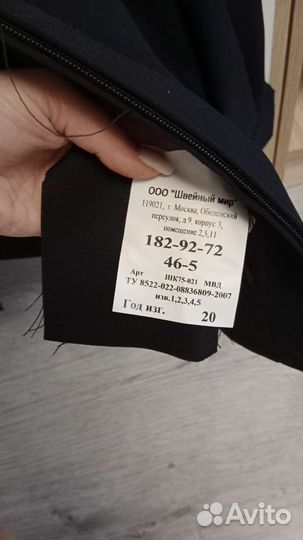 ООО "Швейный мир"
119021, г. Москва, Оболенский
переулок, д.9, корпус 3,
помещение 2,3,11
182-92-72
46-5
Арт ШК75-021 МВД
ТУ 8522-022-08836809-2007
изв.1,2,3,4,5
Год изг. 20
Avito